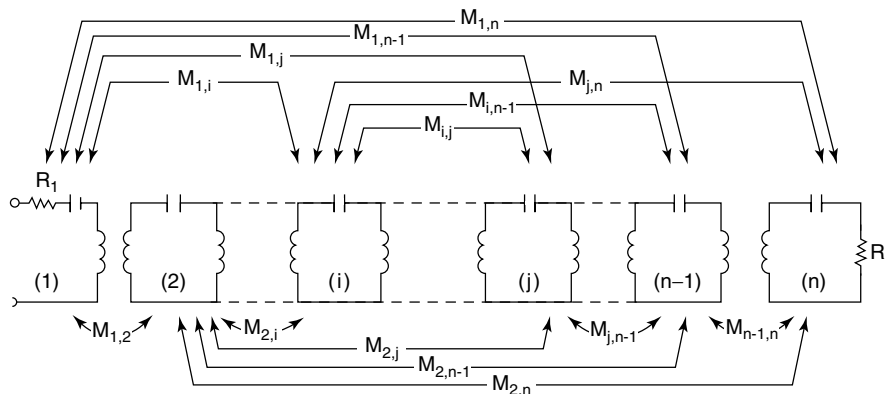 M1,n
M1,n-1
M1,j
M1,i
Mj,n
Mi,n-1
Mi,j
R1
R
(1)
(2)
(i)
(j)
(n–1)
(n)
M1,2
M2,i
M2,j
Mj,n-1
Mn-1,n
M2,n-1
M2,n